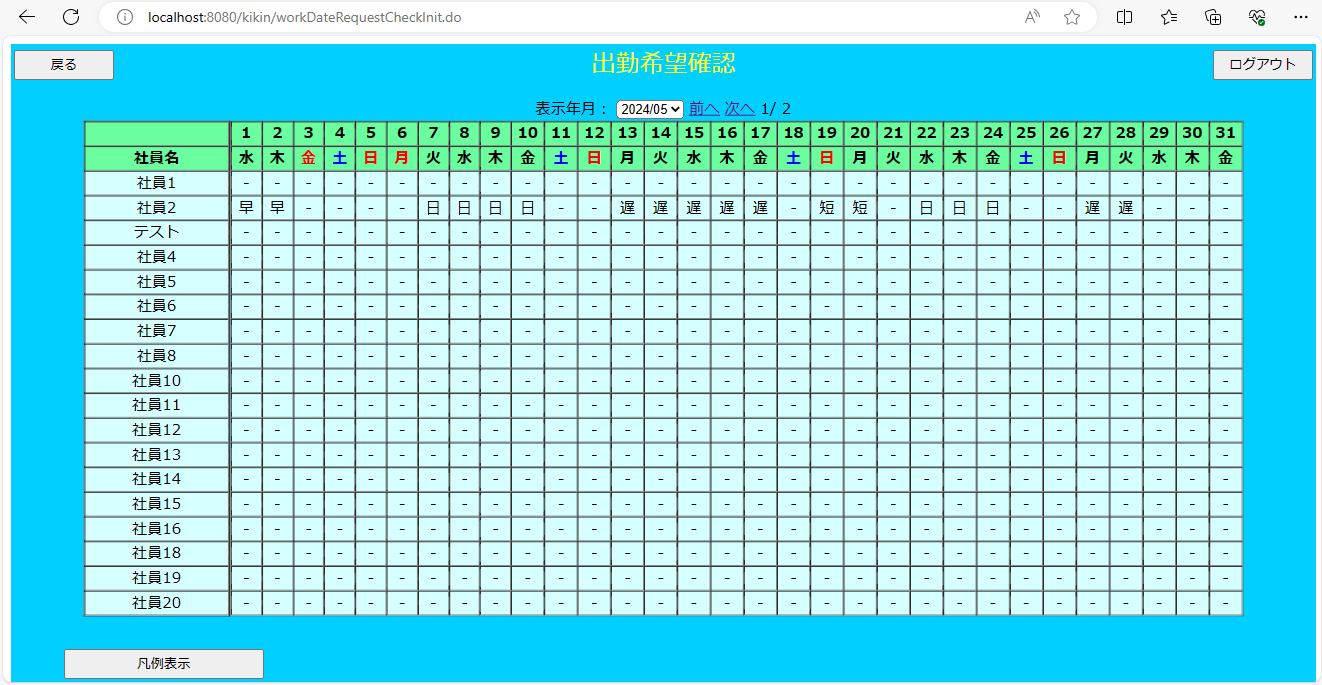 localhost:8080/kikin/workDateRequestCheckInit.do
戻る 出勤希望確認 ログアウト
表示年月： 2024/05 前へ 次へ 1/ 2
1 2 3 4 5 6 7 8 9 10 11 12 13 14 15 16 17 18 19 20 21 22 23 24 25 26 27 28 29 30 31
社員名 水 木 金 土 日 月 火 水 木 金 土 日 月 火 水 木 金 土 日 月 火 水 木 金 土 日 月 火 水 木 金
社員1 - - - - - - - - - - - - - - - - - - - - - - - - - - - - - - -
社員2 早 早 - - - - 日 日 日 日 - - 遅 遅 遅 遅 遅 - 短 短 - 日 日 日 - - 遅 遅 - - -
テスト - - - - - - - - - - - - - - - - - - - - - - - - - - - - - - -
社員4 - - - - - - - - - - - - - - - - - - - - - - - - - - - - - - -
社員5 - - - - - - - - - - - - - - - - - - - - - - - - - - - - - - -
社員6 - - - - - - - - - - - - - - - - - - - - - - - - - - - - - - -
社員7 - - - - - - - - - - - - - - - - - - - - - - - - - - - - - - -
社員8 - - - - - - - - - - - - - - - - - - - - - - - - - - - - - - -
社員10 - - - - - - - - - - - - - - - - - - - - - - - - - - - - - - -
社員11 - - - - - - - - - - - - - - - - - - - - - - - - - - - - - - -
社員12 - - - - - - - - - - - - - - - - - - - - - - - - - - - - - - -
社員13 - - - - - - - - - - - - - - - - - - - - - - - - - - - - - - -
社員14 - - - - - - - - - - - - - - - - - - - - - - - - - - - - - - -
社員15 - - - - - - - - - - - - - - - - - - - - - - - - - - - - - - -
社員16 - - - - - - - - - - - - - - - - - - - - - - - - - - - - - - -
社員18 - - - - - - - - - - - - - - - - - - - - - - - - - - - - - - -
社員19 - - - - - - - - - - - - - - - - - - - - - - - - - - - - - - -
社員20 - - - - - - - - - - - - - - - - - - - - - - - - - - - - - - -
凡例表示